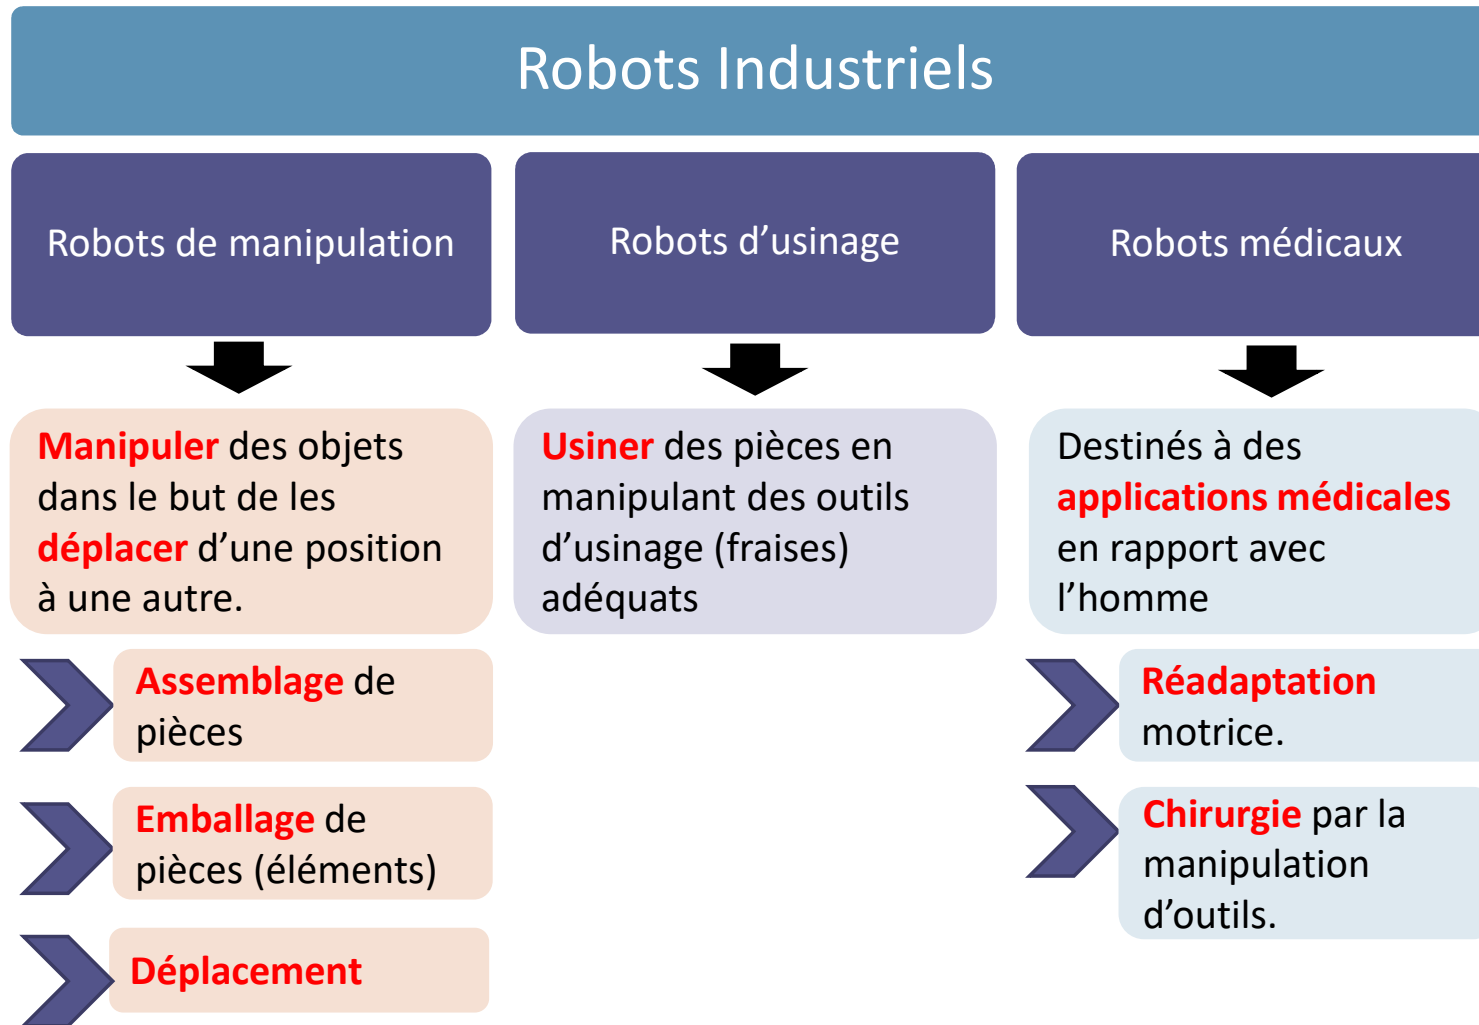 Robots Industriels
Robots de manipulation
Robots d’usinage
Robots médicaux
Manipuler des objets
dans le but de les
déplacer d’une position
à une autre.
Usiner des pièces en
manipulant des outils
d’usinage (fraises)
adéquats
Destinés à des
applications médicales
en rapport avec
l’homme
Assemblage de
pièces
Emballage de
pièces (éléments)
Déplacement
Réadaptation
motrice.
Chirurgie par la
manipulation
d’outils.